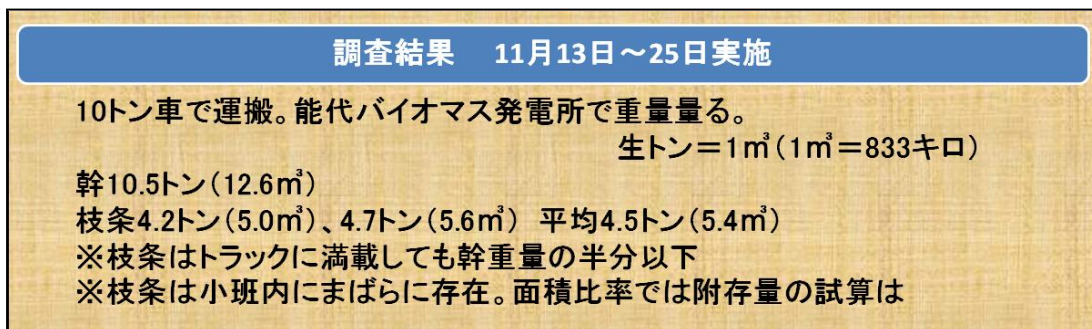 調査結果　11月13日～25日実施
10トン車で運搬。能代バイオマス発電所で重量量る。
生トン＝1㎥（1㎥＝833キロ）
幹10.5トン（12.6㎥）
枝条4.2トン（5.0㎥）、4.7トン（5.6㎥）　平均4.5トン（5.4㎥）
※枝条はトラックに満載しても幹重量の半分以下
※枝条は小班内にまばらに存在。面積比率では附存量の試算は